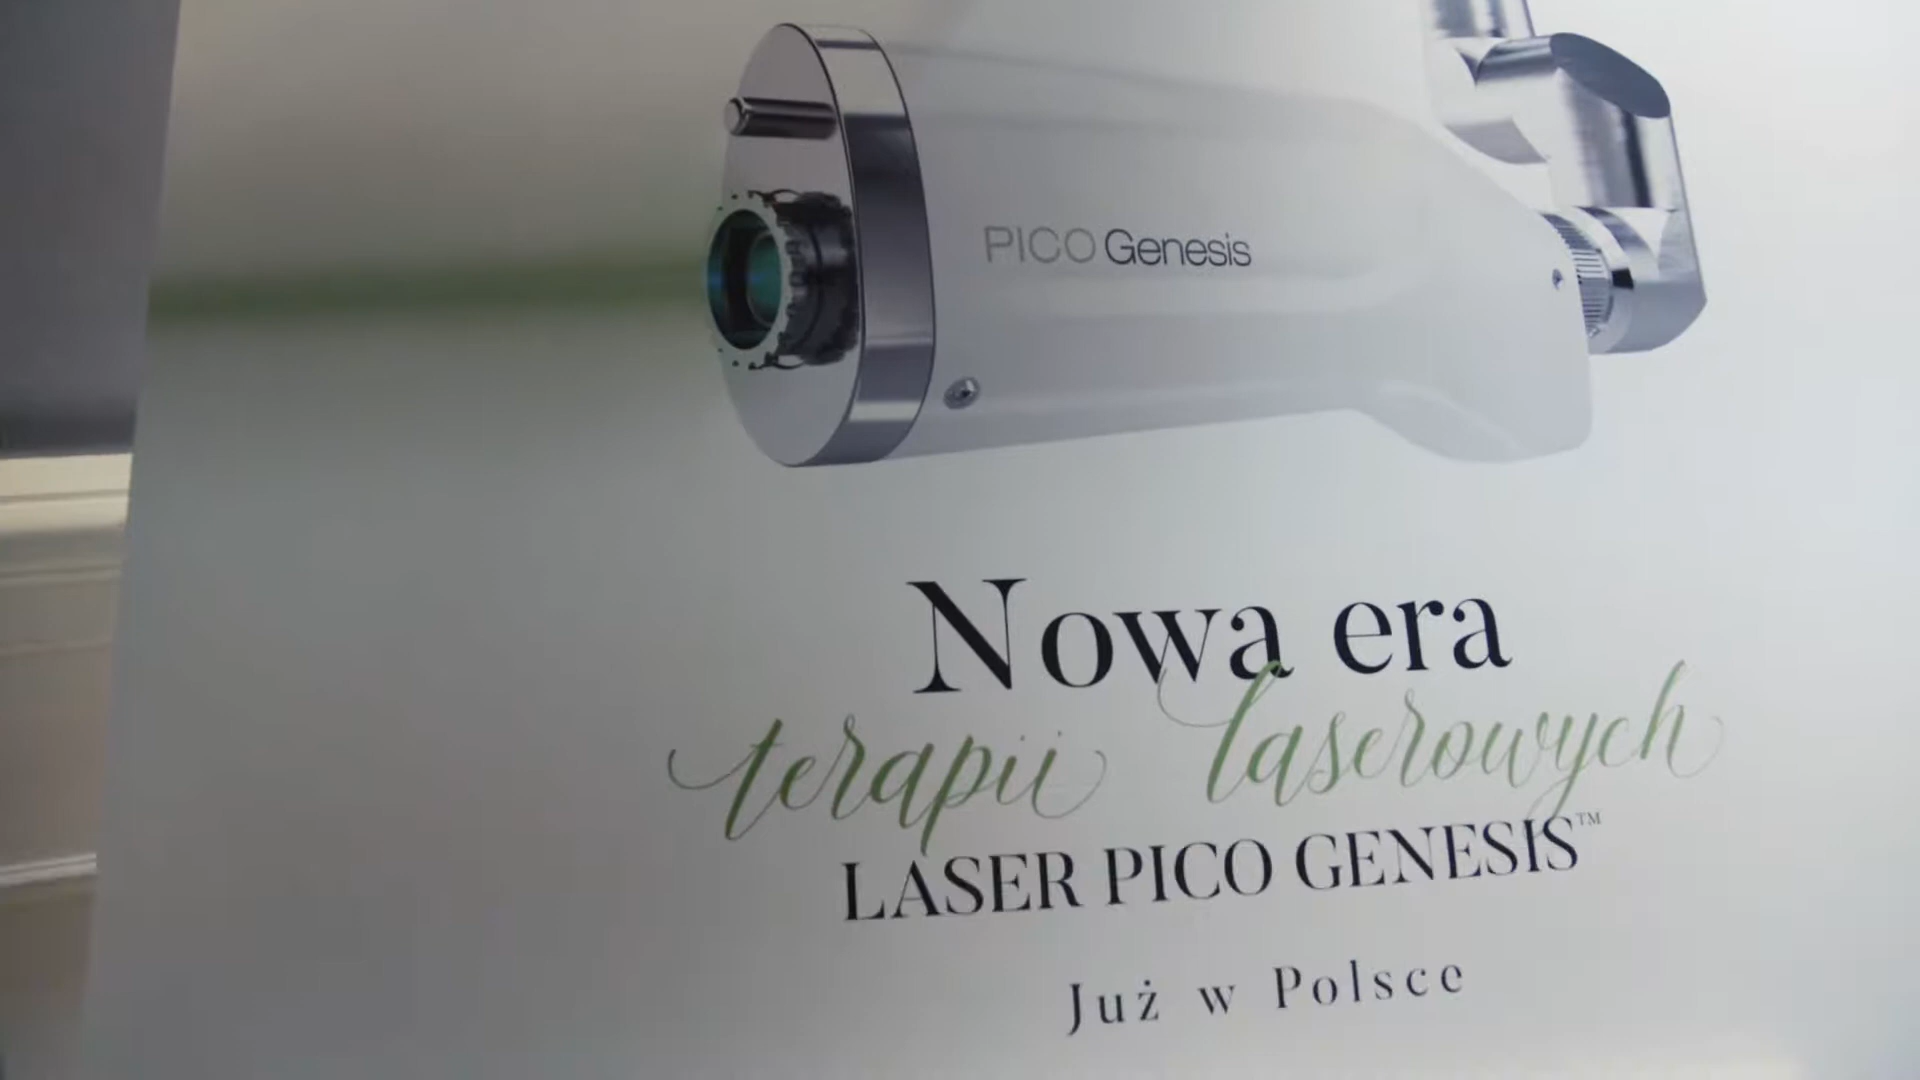 PICO Genesis
Nowa era
terapii laserowych
LASER PICO GENESIS™
Już w Polsce